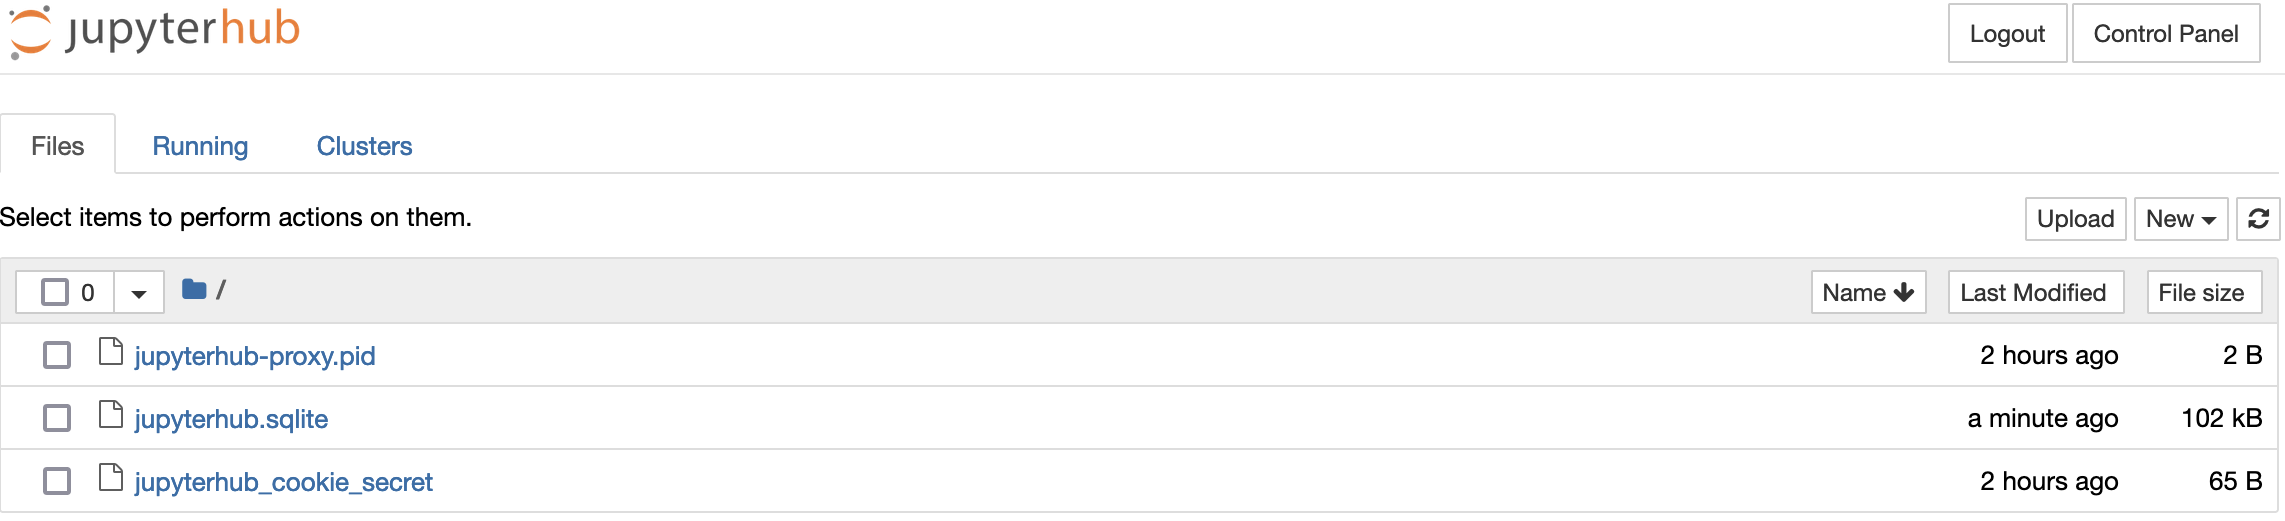 jupyterhub
Logout
Control Panel
Files
Running
Clusters
Select items to perform actions on them.
Upload
New
0
/
Name
Last Modified
File size
jupyterhub-proxy.pid
2 hours ago
2 B
jupyterhub.sqlite
a minute ago
102 kB
jupyterhub_cookie_secret
2 hours ago
65 B